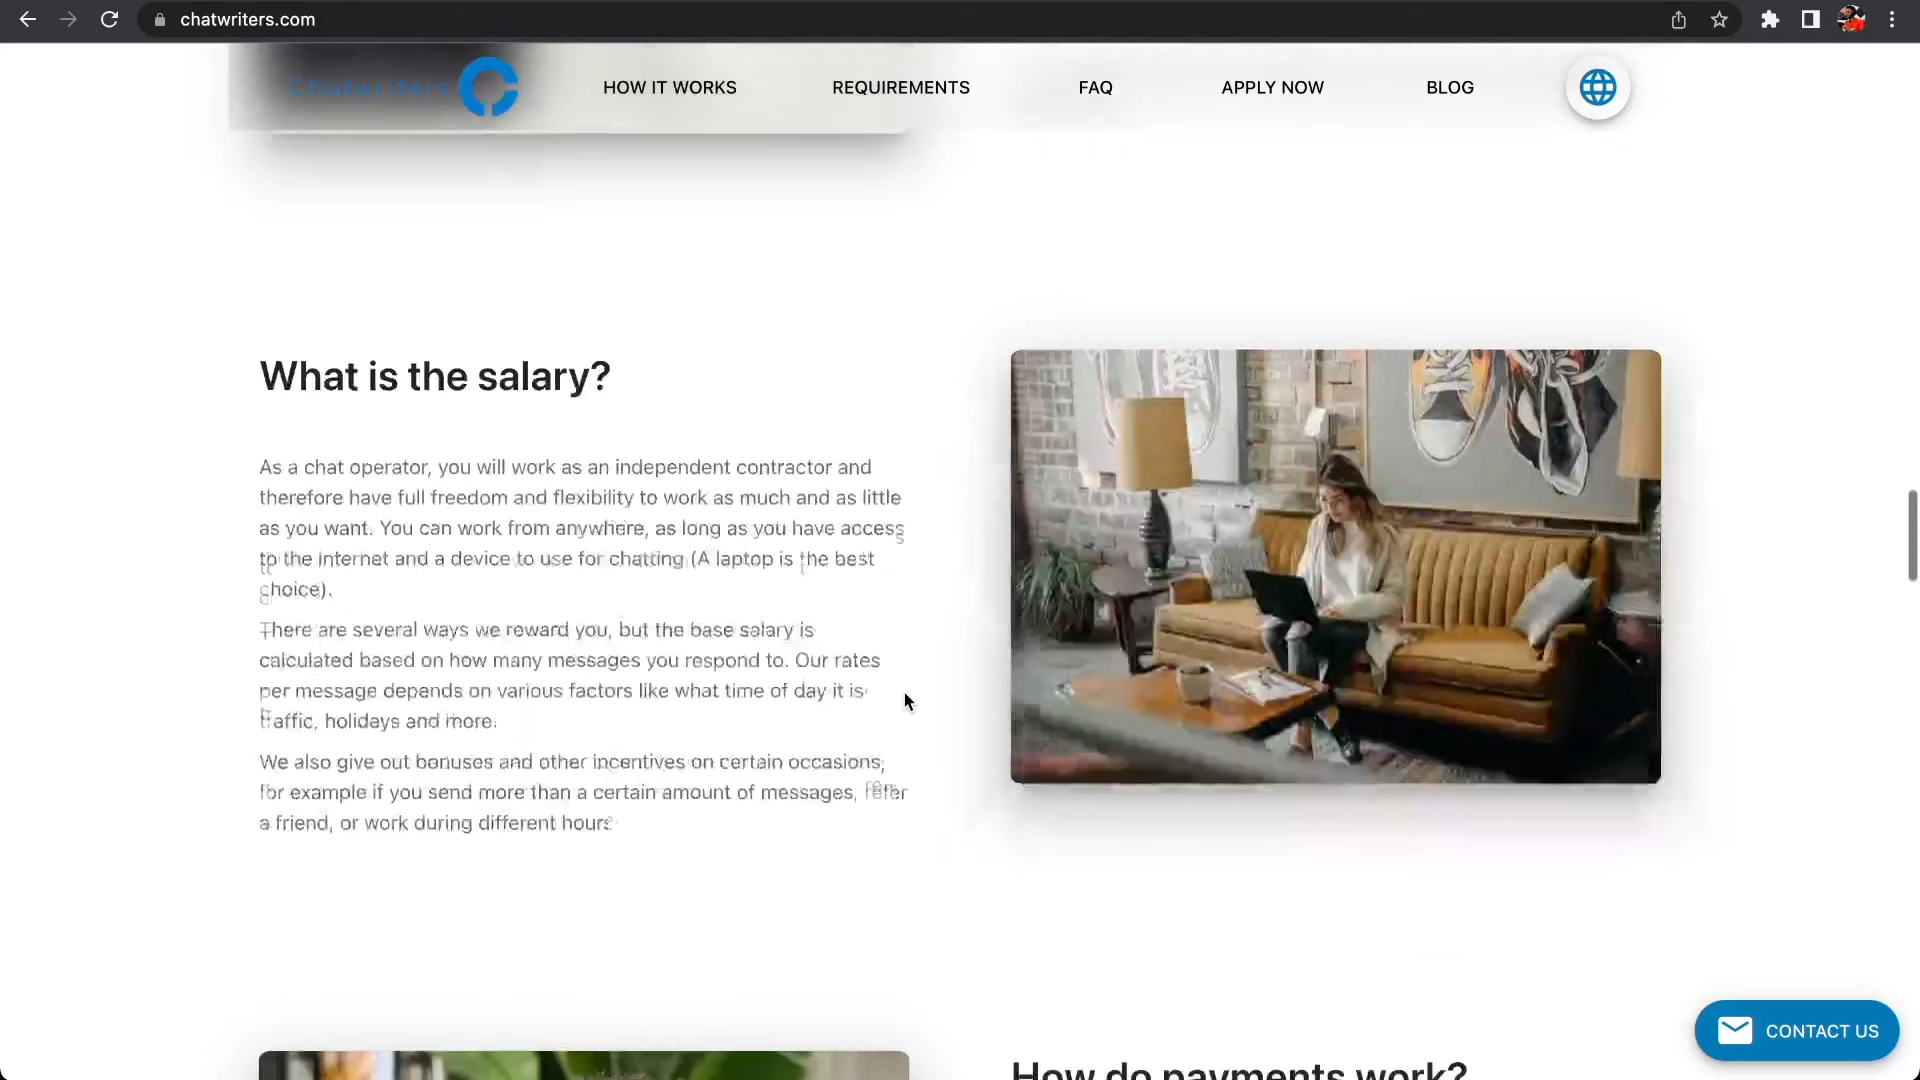 chatwriters.com
Chatwriters
HOW IT WORKS
REQUIREMENTS
FAQ
APPLY NOW
BLOG
What is the salary?
As a chat operator, you will work as an independent contractor and
therefore have full freedom and flexibility to work as much and as little
as you want. You can work from anywhere, as long as you have access
to the Internet and a device to use for chatting (A laptop is the best
choice).
There are several ways we reward you, but the base salary is
calculated based on how many messages you respond to. Our rates
per message depends on various factors like what time of day it is
traffic, holidays and more.
We also give out bonuses and other incentives on certain occasions,
for example if you send more than a certain amount of messages, refer
a friend, or work during different hours
CONTACT US
How do payments work?